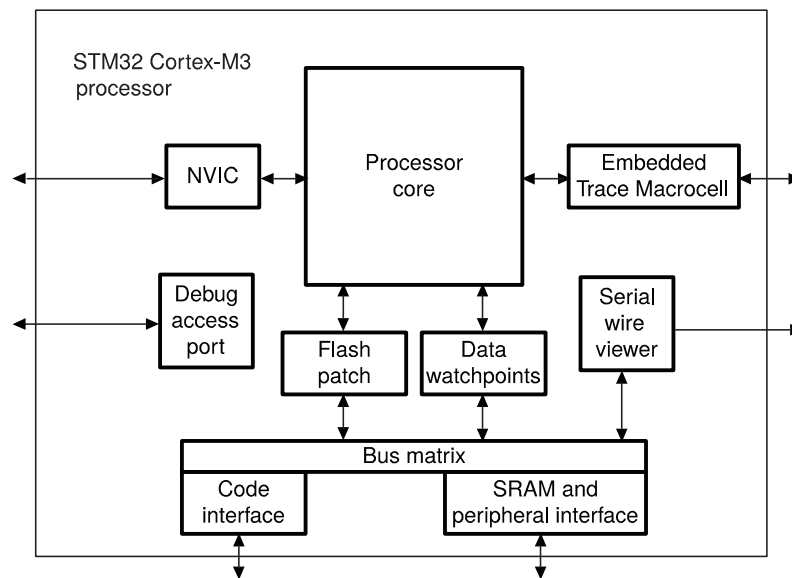 STM32 Cortex-M3
processor
Processor
core
NVIC
Embedded
Trace Macrocell
Debug
access
port
Serial
wire
viewer
Flash
patch
Data
watchpoints
Bus matrix
Code
interface
SRAM and
peripheral interface